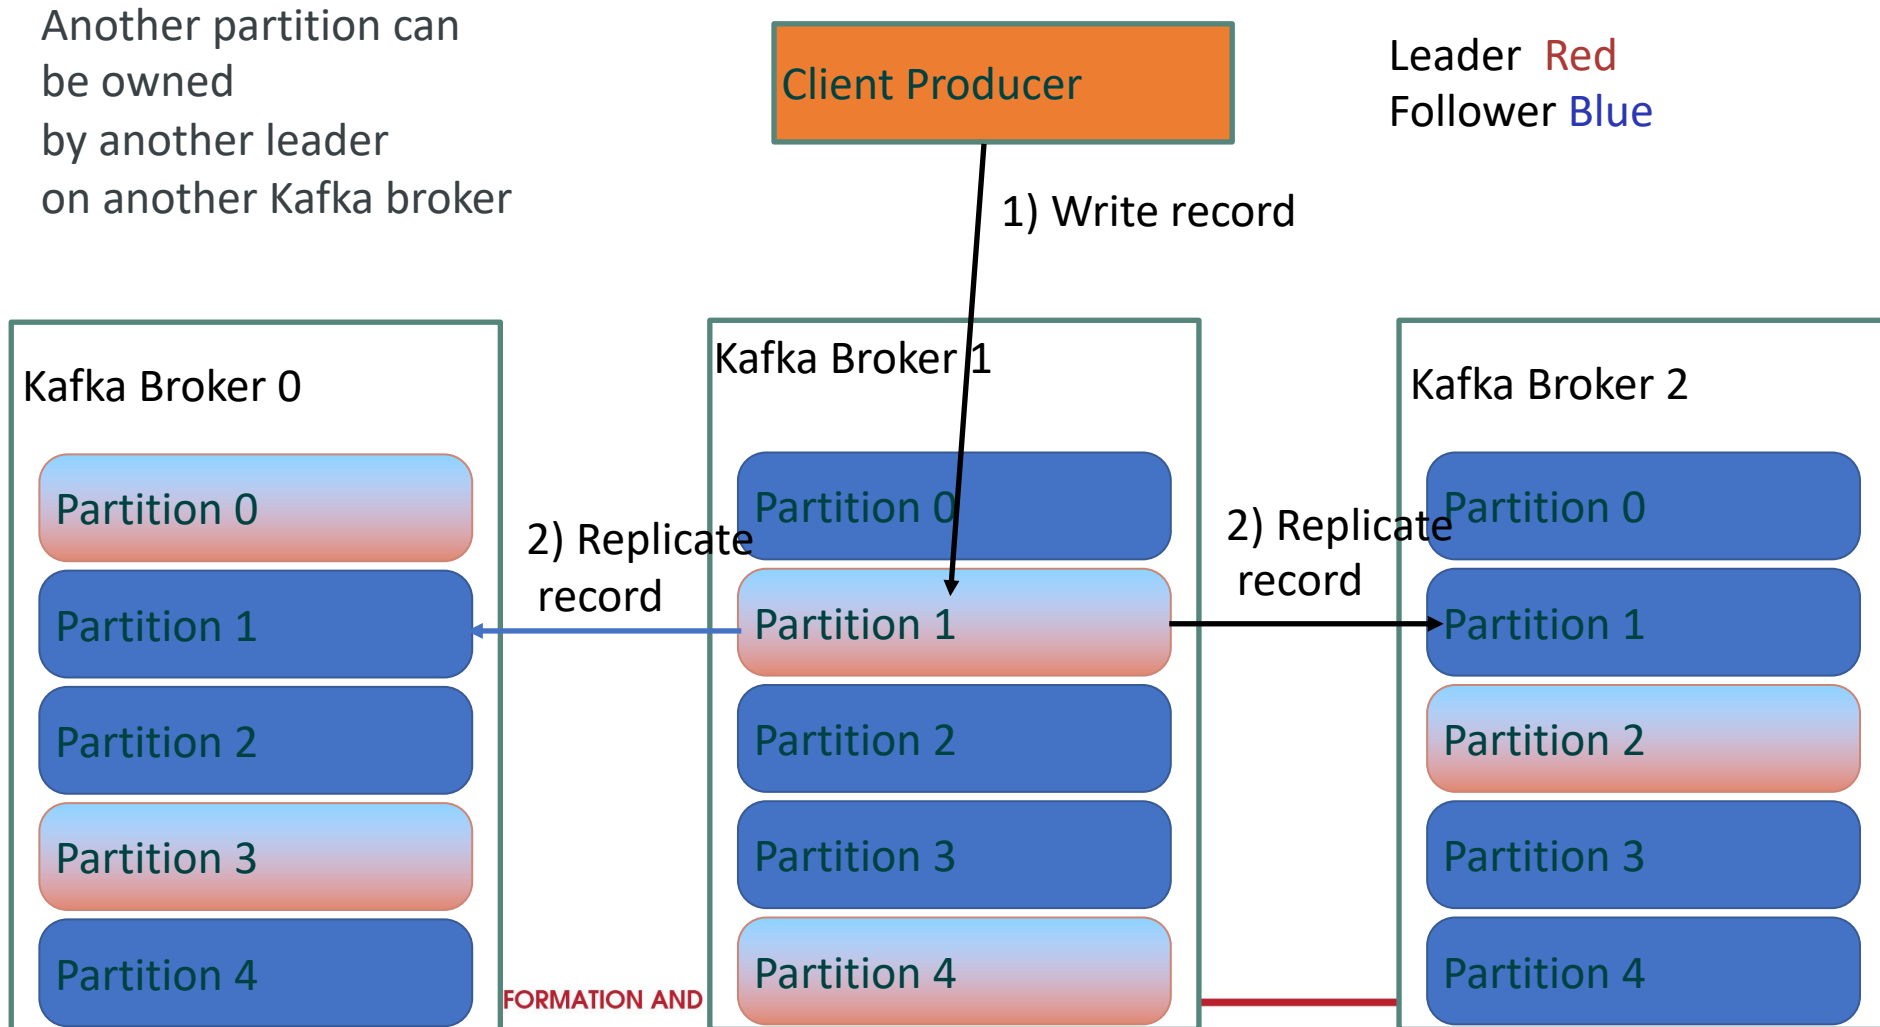 Another partition can
be owned
by another leader
on another Kafka broker
Client Producer
Leader Red
Follower Blue
1) Write record
Kafka Broker 0
Partition 0
Partition 1
Partition 2
Partition 3
Partition 4
2) Replicate
record
Kafka Broker 1
Partition 0
Partition 1
Partition 2
Partition 3
Partition 4
2) Replicate
record
Kafka Broker 2
Partition 0
Partition 1
Partition 2
Partition 3
Partition 4
FORMATION AND